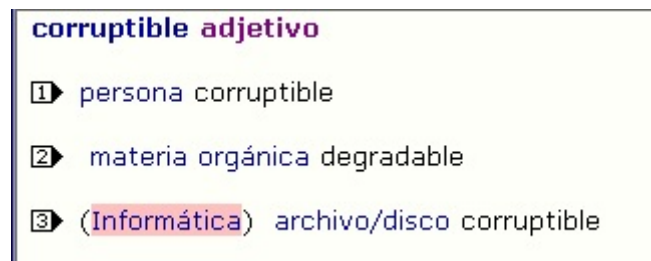 corruptible adjetivo
1 persona corruptible
2 materia orgánica degradable
3 (Informática) archivo/disco corruptible